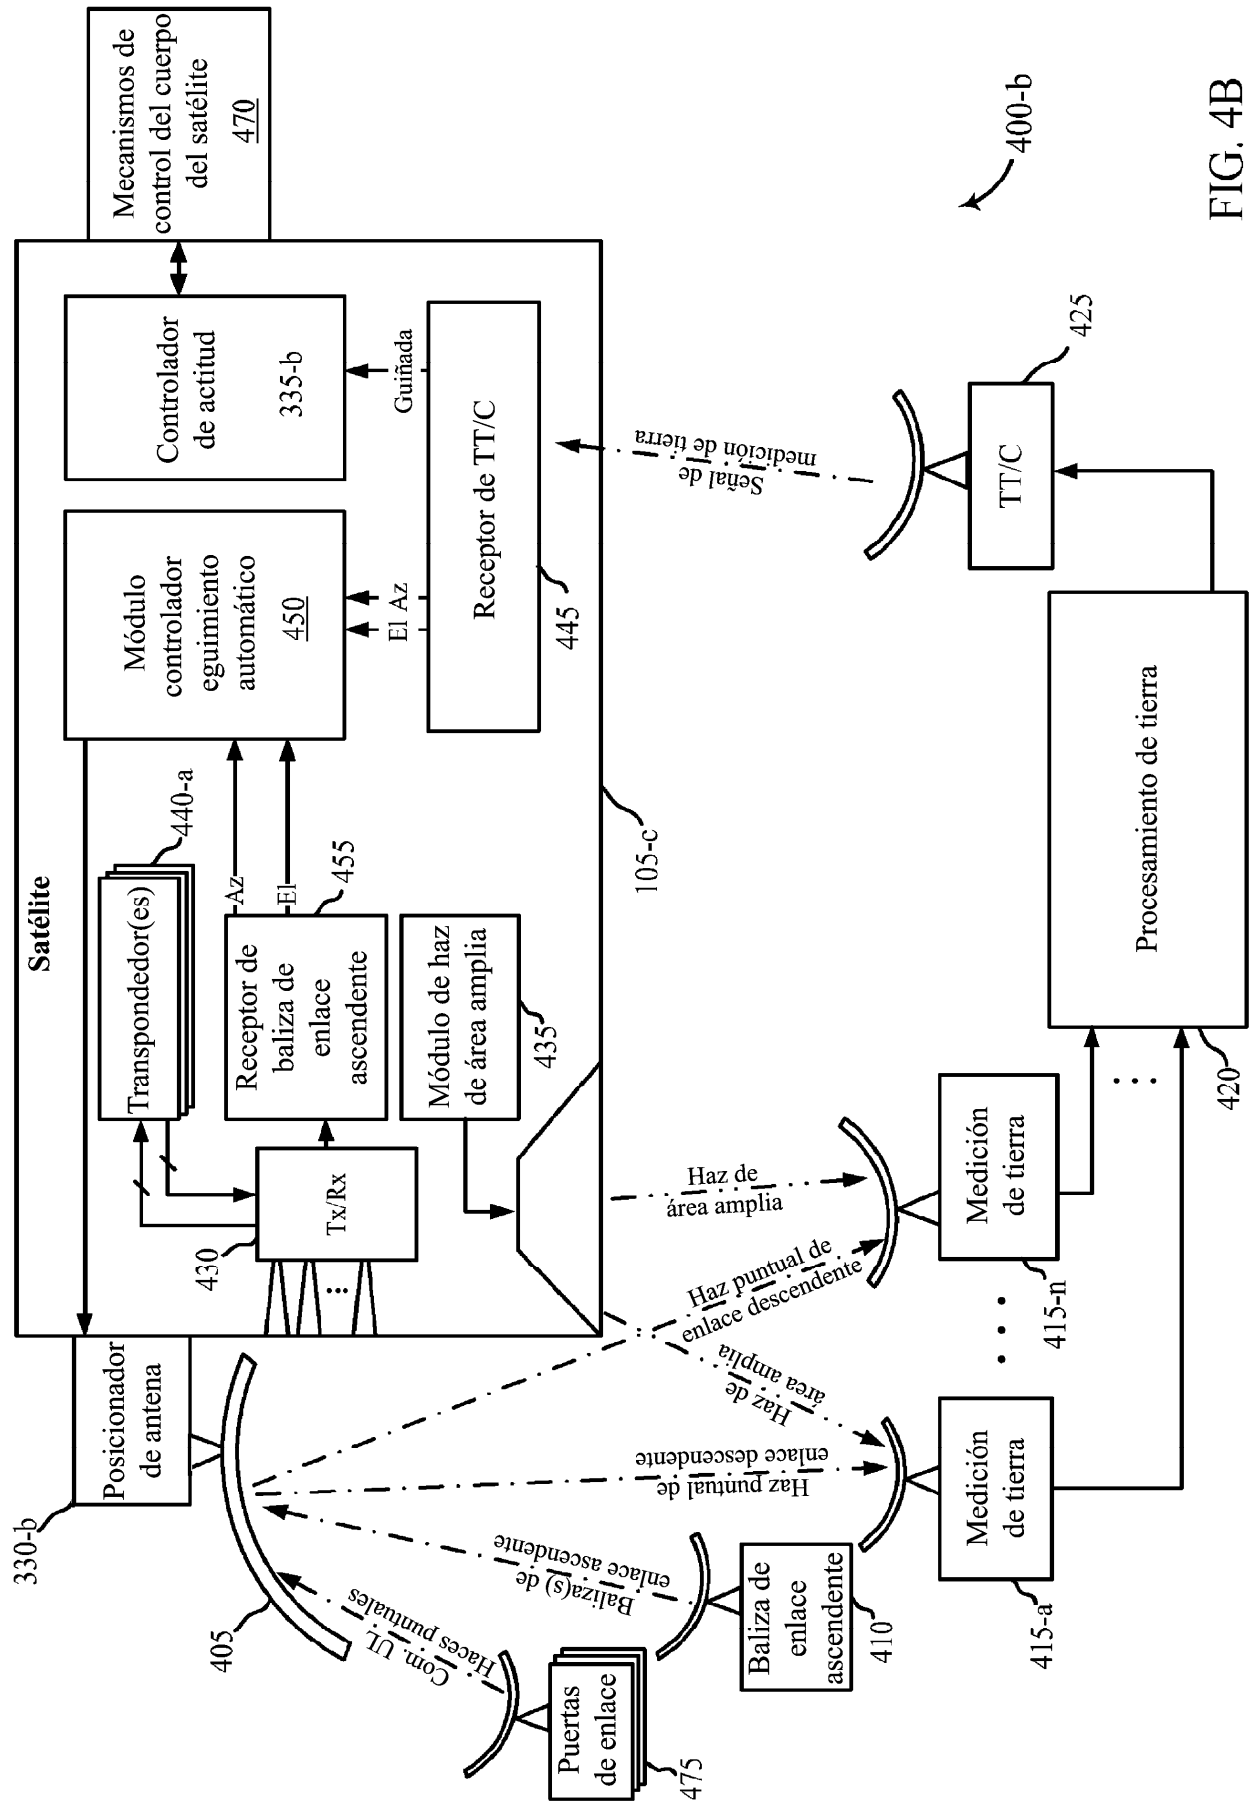 Satélite
Mecanismos de
control del cuerpo
del satélite
470
Controlador
de actitud
335-b
Guiñada
Módulo
controlador
eguimiento
automático
450
El Az
Receptor de TT/C
445
Transpondedor(es)
440-a
Az
El
Receptor de
baliza de
enlace
ascendente
455
Módulo de haz
de área amplia
435
Tx/Rx
430
...
105-c
Posicionador
de antena
330-b
405
Com. UL
Haces puntuales
Baliza(s) de
enlace ascendente
Haz puntual de
enlace descendente
Haz puntual de
enlace descendente
Haz de
área amplia
Haz de
área amplia
Señal de
medición de tierra
Puertas
de enlace
475
Baliza de
enlace
ascendente
410
Medición
de tierra
415-a
...
Medición
de tierra
415-n
...
Procesamiento de tierra
420
TT/C
425
400-b
FIG. 4B